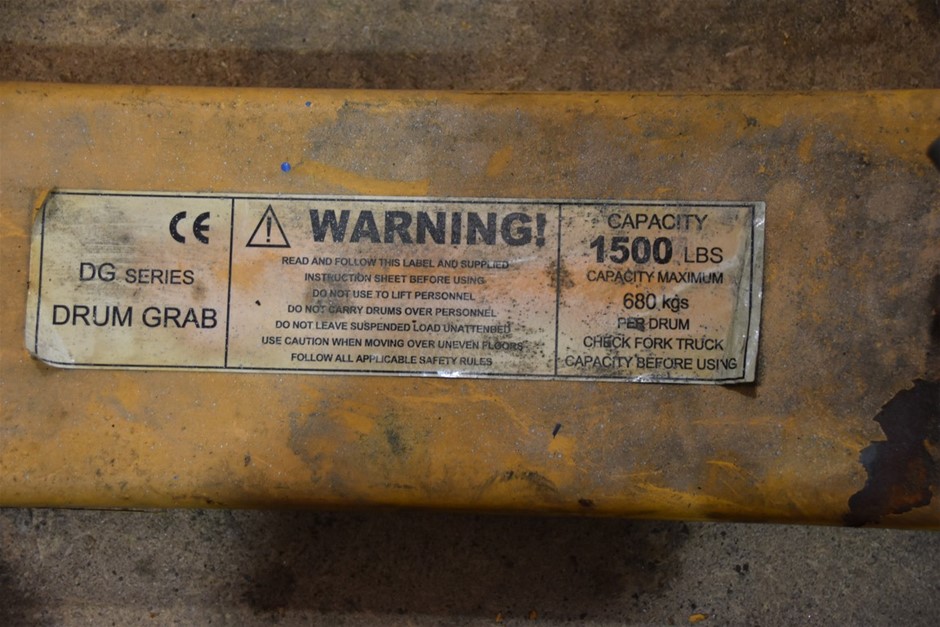 CE
DG SERIES
DRUM GRAB
WARNING!
READ AND FOLLOW THIS LABEL AND SUPPLIED
INSTRUCTION SHEET BEFORE USING
DO NOT USE TO LIFT PERSONNEL
DO NOT CARRY DRUMS OVER PERSONNEL
DO NOT LEAVE SUSPENDED LOAD UNATTENDED
USE CAUTION WHEN MOVING OVER UNEVEN FLOORS
FOLLOW ALL APPLICABLE SAFETY RULES
CAPACITY
1500 LBS
CAPACITY MAXIMUM
680 kgs
PER DRUM
CHECK FORK TRUCK
CAPACITY BEFORE USING